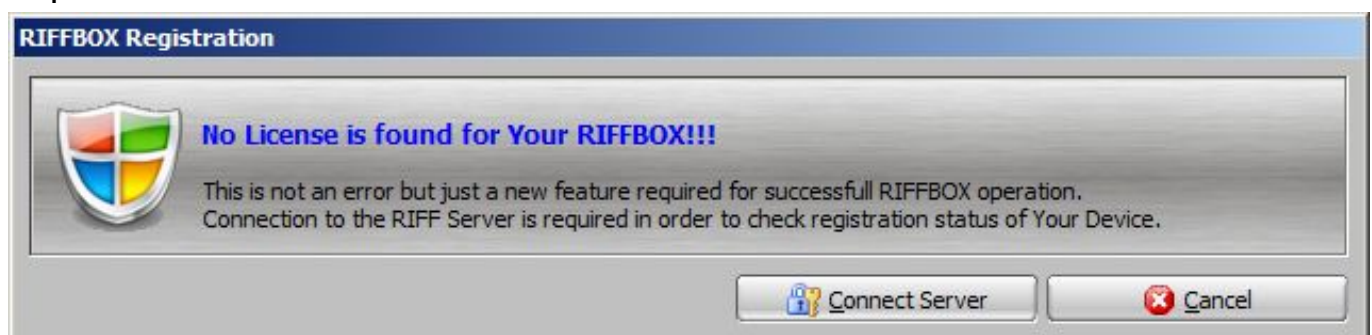 RIFFBOX Registration
No License is found for Your RIFFBOX!!!
This is not an error but just a new feature required for successfull RIFFBOX operation.
Connection to the RIFF Server is required in order to check registration status of Your Device.
Connect Server
Cancel